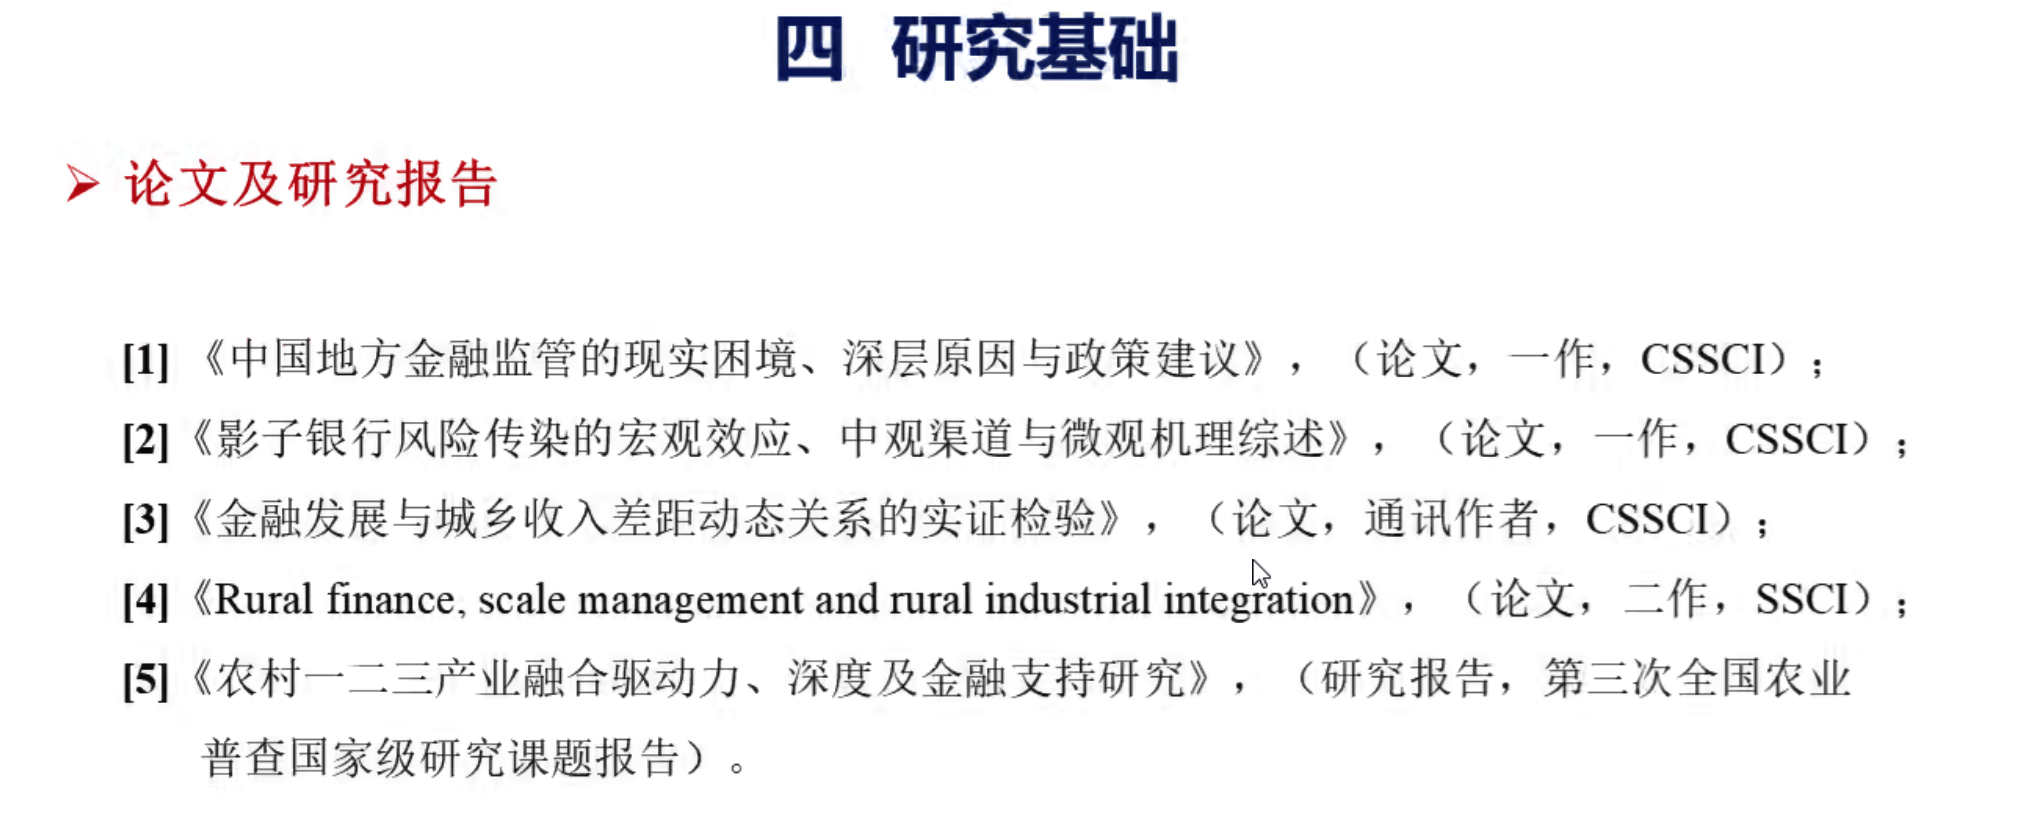 四 研究基础
➢ 论文及研究报告
[1] 《中国地方金融监管的现实困境、深层原因与政策建议》，（论文，一作，CSSCI）；
[2]《影子银行风险传染的宏观效应、中观渠道与微观机理综述》，（论文，一作，CSSCI）；
[3]《金融发展与城乡收入差距动态关系的实证检验》，（论文，通讯作者，CSSCI）；
[4]《Rural finance, scale management and rural industrial integration》，（论文，二作，SSCI）；
[5]《农村一二三产业融合驱动力、深度及金融支持研究》，（研究报告，第三次全国农业
普查国家级研究课题报告）。